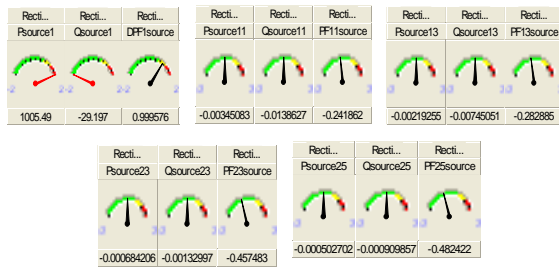 Recti... Recti... Recti...
Psource1 Qsource1 DPF1source
1005.49 -29.197 0.999576
Recti... Recti... Recti...
Psource11 Qsource11 PF11source
-0.00345083 -0.0138627 -0.241862
Recti... Recti... Recti...
Psource13 Qsource13 PF13source
-0.00219255 -0.00745051 -0.282885
Recti... Recti... Recti...
Psource23 Qsource23 PF23source
-0.000684206 -0.00132997 -0.457483
Recti... Recti... Recti...
Psource25 Qsource25 PF25source
-0.000502702 -0.000909857 -0.482422